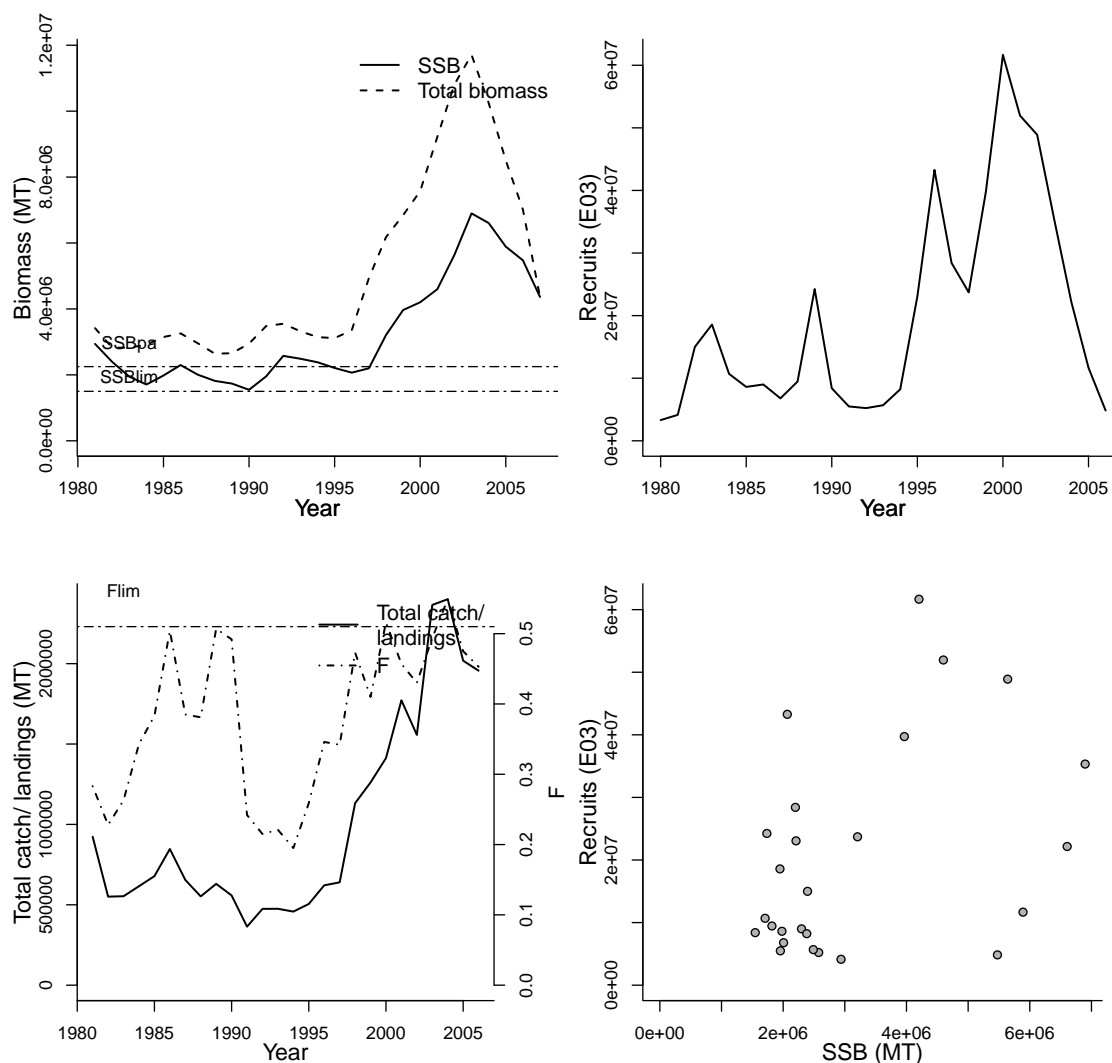 SSB
Total biomass
SSBpa
SSBlim
Biomass (MT)
0.0e+00
4.0e+06
8.0e+06
1.2e+07
1980 1985 1990 1995 2000 2005
Year
Recruits (E03)
0e+00
2e+07
4e+07
6e+07
1980 1985 1990 1995 2000 2005
Year
Flim
Total catch/
landings
F
Total catch/ landings (MT)
0
500000
1000000
2000000
0.0
0.1
0.2
0.3
0.4
0.5
F
1980 1985 1990 1995 2000 2005
Year
Recruits (E03)
0e+00
2e+07
4e+07
6e+07
0e+00 2e+06 4e+06 6e+06
SSB (MT)